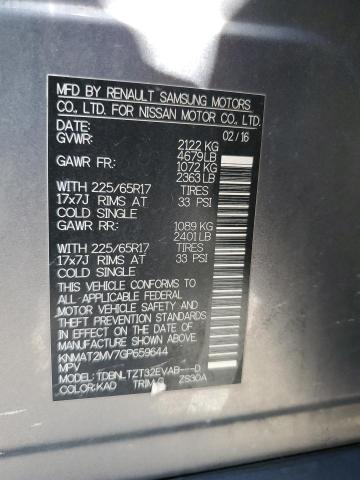 MFD BY RENAULT SAMSUNG MOTORS
CO., LTD. FOR NISSAN MOTOR CO., LTD.
DATE: 02/16
GVWR: 2122 KG
4679LB
GAWR FR: 1072 KG
2363LB
WITH 225/65R17 TIRES
17x7J RIMS AT 33 PSI
COLD SINGLE
GAWR RR: 1089 KG
2401LB
WITH 225/65R17 TIRES
17x7J RIMS AT 33 PSI
COLD SINGLE
THIS VEHICLE CONFORMS TO
ALL APPLICABLE FEDERAL
MOTOR VEHICLE SAFETY AND
THEFT PREVENTION STANDARDS
IN EFFECT ON THE DATE OF
MANUFACTURE SHOWN ABOVE.
KNMAT2MV7GP659644
MPV
MODEL:TDBNLTZT32EVAB---D
COLOR:KAD TRIM:G ZS30A